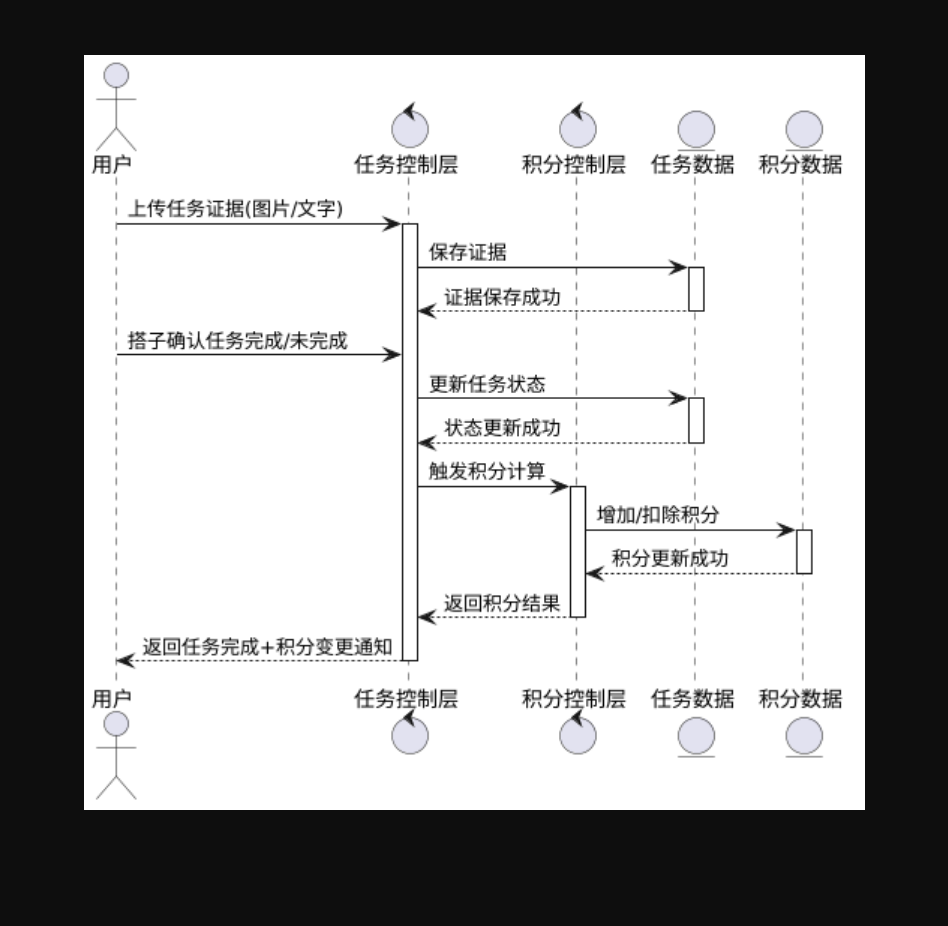 用户
任务控制层
积分控制层
任务数据
积分数据
上传任务证据(图片/文字)
保存证据
证据保存成功
搭子确认任务完成/未完成
更新任务状态
状态更新成功
触发积分计算
增加/扣除积分
积分更新成功
返回积分结果
返回任务完成+积分变更通知
用户
任务控制层
积分控制层
任务数据
积分数据